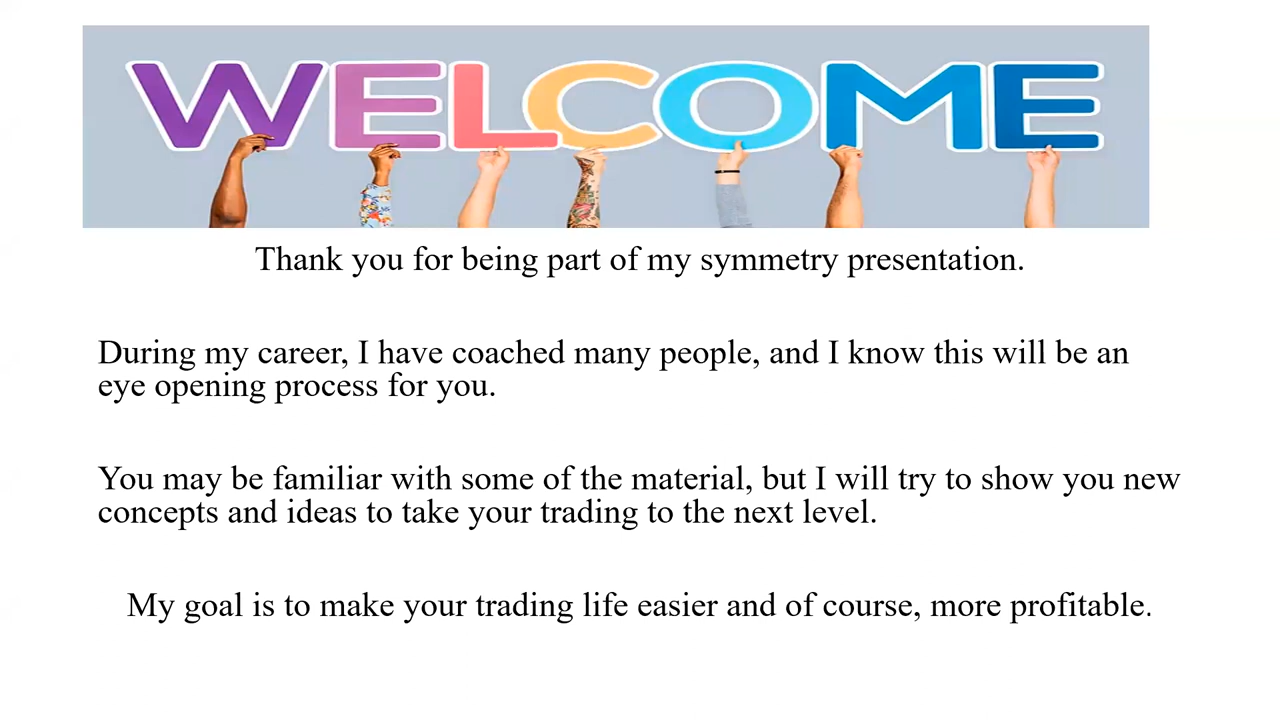 WELCOME
Thank you for being part of my symmetry presentation.
During my career, I have coached many people, and I know this will be an
eye opening process for you.
You may be familiar with some of the material, but I will try to show you new
concepts and ideas to take your trading to the next level.
My goal is to make your trading life easier and of course, more profitable.